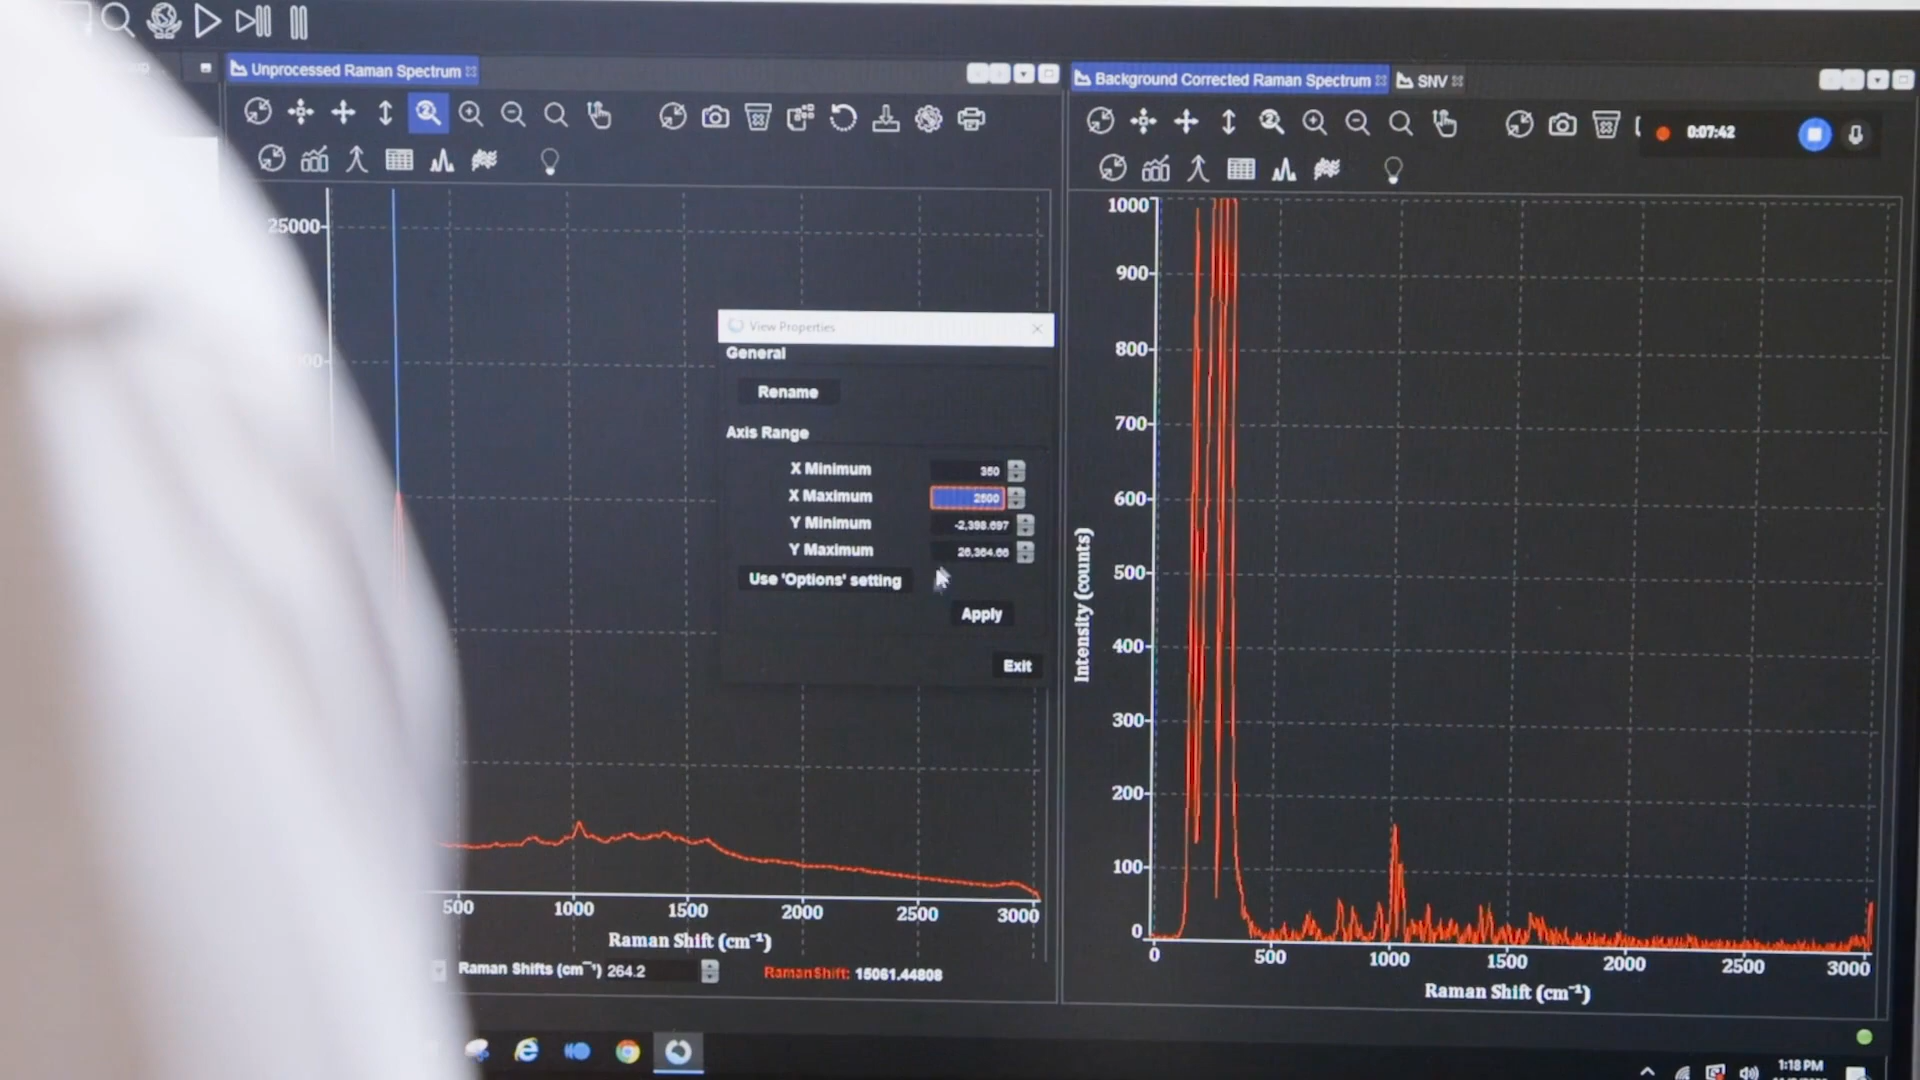 Unprocessed Raman Spectrum
Background Corrected Raman Spectrum
SNV
0:07:42
25000
1000
900
800
700
600
500
400
300
200
100
0
Intensity (counts)
View Properties
General
Rename
Axis Range
X Minimum 350
X Maximum 2500
Y Minimum -2,398.697
Y Maximum 26,364.66
Use 'Options' setting
Apply
Exit
500 1000 1500 2000 2500 3000
Raman Shift (cm⁻¹)
Raman Shifts (cm⁻¹) 264.2
RamanShift: 15061.44808
0 500 1000 1500 2000 2500 3000
Raman Shift (cm⁻¹)
1:18 PM